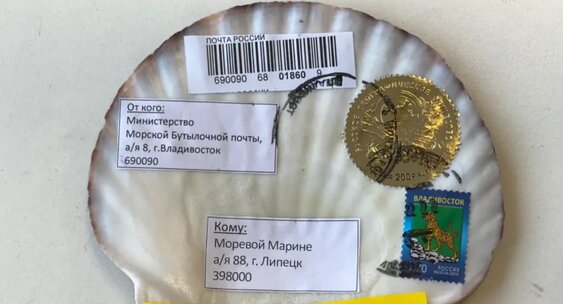 ПОЧТА РОССИИ
690090 68 01860 9
От кого:
Министерство
Морской Бутылочной почты,
а/я 8, г.Владивосток
690090
ВЛАДИВОСТОК
РОССИЯ
Кому:
Моревой Марине
а/я 88, г. Липецк
398000